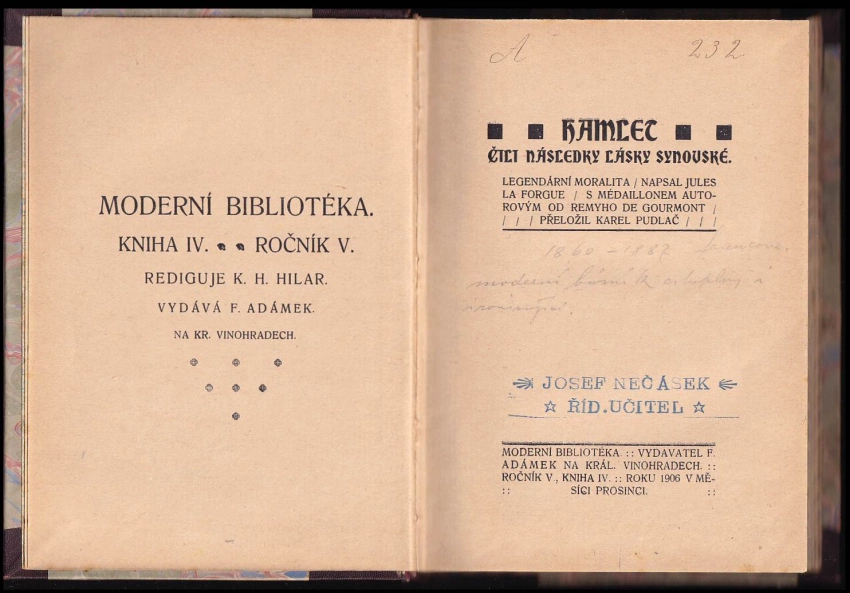 MODERNÍ BIBLIOTÉKA.
KNIHA IV. ROČNÍK V.
REDIGUJE K. H. HILAR.
VYDÁVÁ F. ADÁMEK.
NA KR. VINOHRADECH.
A 232
HAMLET
ČILI NÁSLEDKY LÁSKY SYNOVSKÉ.
LEGENDÁRNÍ MORALITA / NAPSAL JULES
LA FORGUE / S MÉDAILLONEM AUTO-
ROVÝM OD REMYHO DE GOURMONT /
/ / / PŘELOŽIL KAREL PUDLAČ / / /
1860 – 1887
moderní básník
JOSEF NEČÁSEK
☆ ŘÍD.UČITEL ☆
MODERNÍ BIBLIOTÉKA. :: VYDAVATEL F.
ADÁMEK NA KRÁL. VINOHRADECH. ::
ROČNÍK V., KNIHA IV. :: ROKU 1906 V MĚ-
:: SÍCI PROSINCI. ::